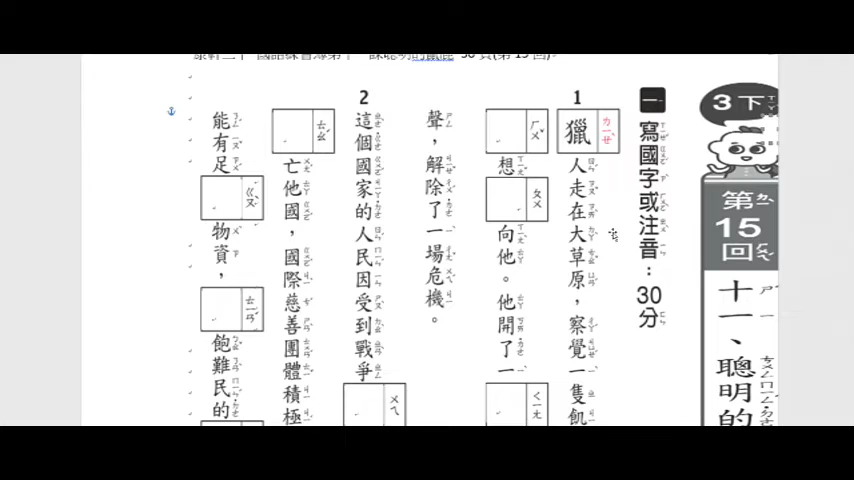 3下
第15回
十一、聰明的
一 寫國字或注音：30分
1
獵 ㄌㄧㄝˋ 人走在大草原，察覺一隻飢
ㄏㄨˇ 想 ㄆㄨ 向他。他開了一 ㄑㄧㄤ
聲，解除了一場危機。
2
這個國家的人民因受到戰爭 ㄨㄟ
ㄊㄠˊ 亡他國，國際慈善團體積極
能有足 ㄍㄡˋ 物資， ㄊㄧㄢˊ 飽難民的